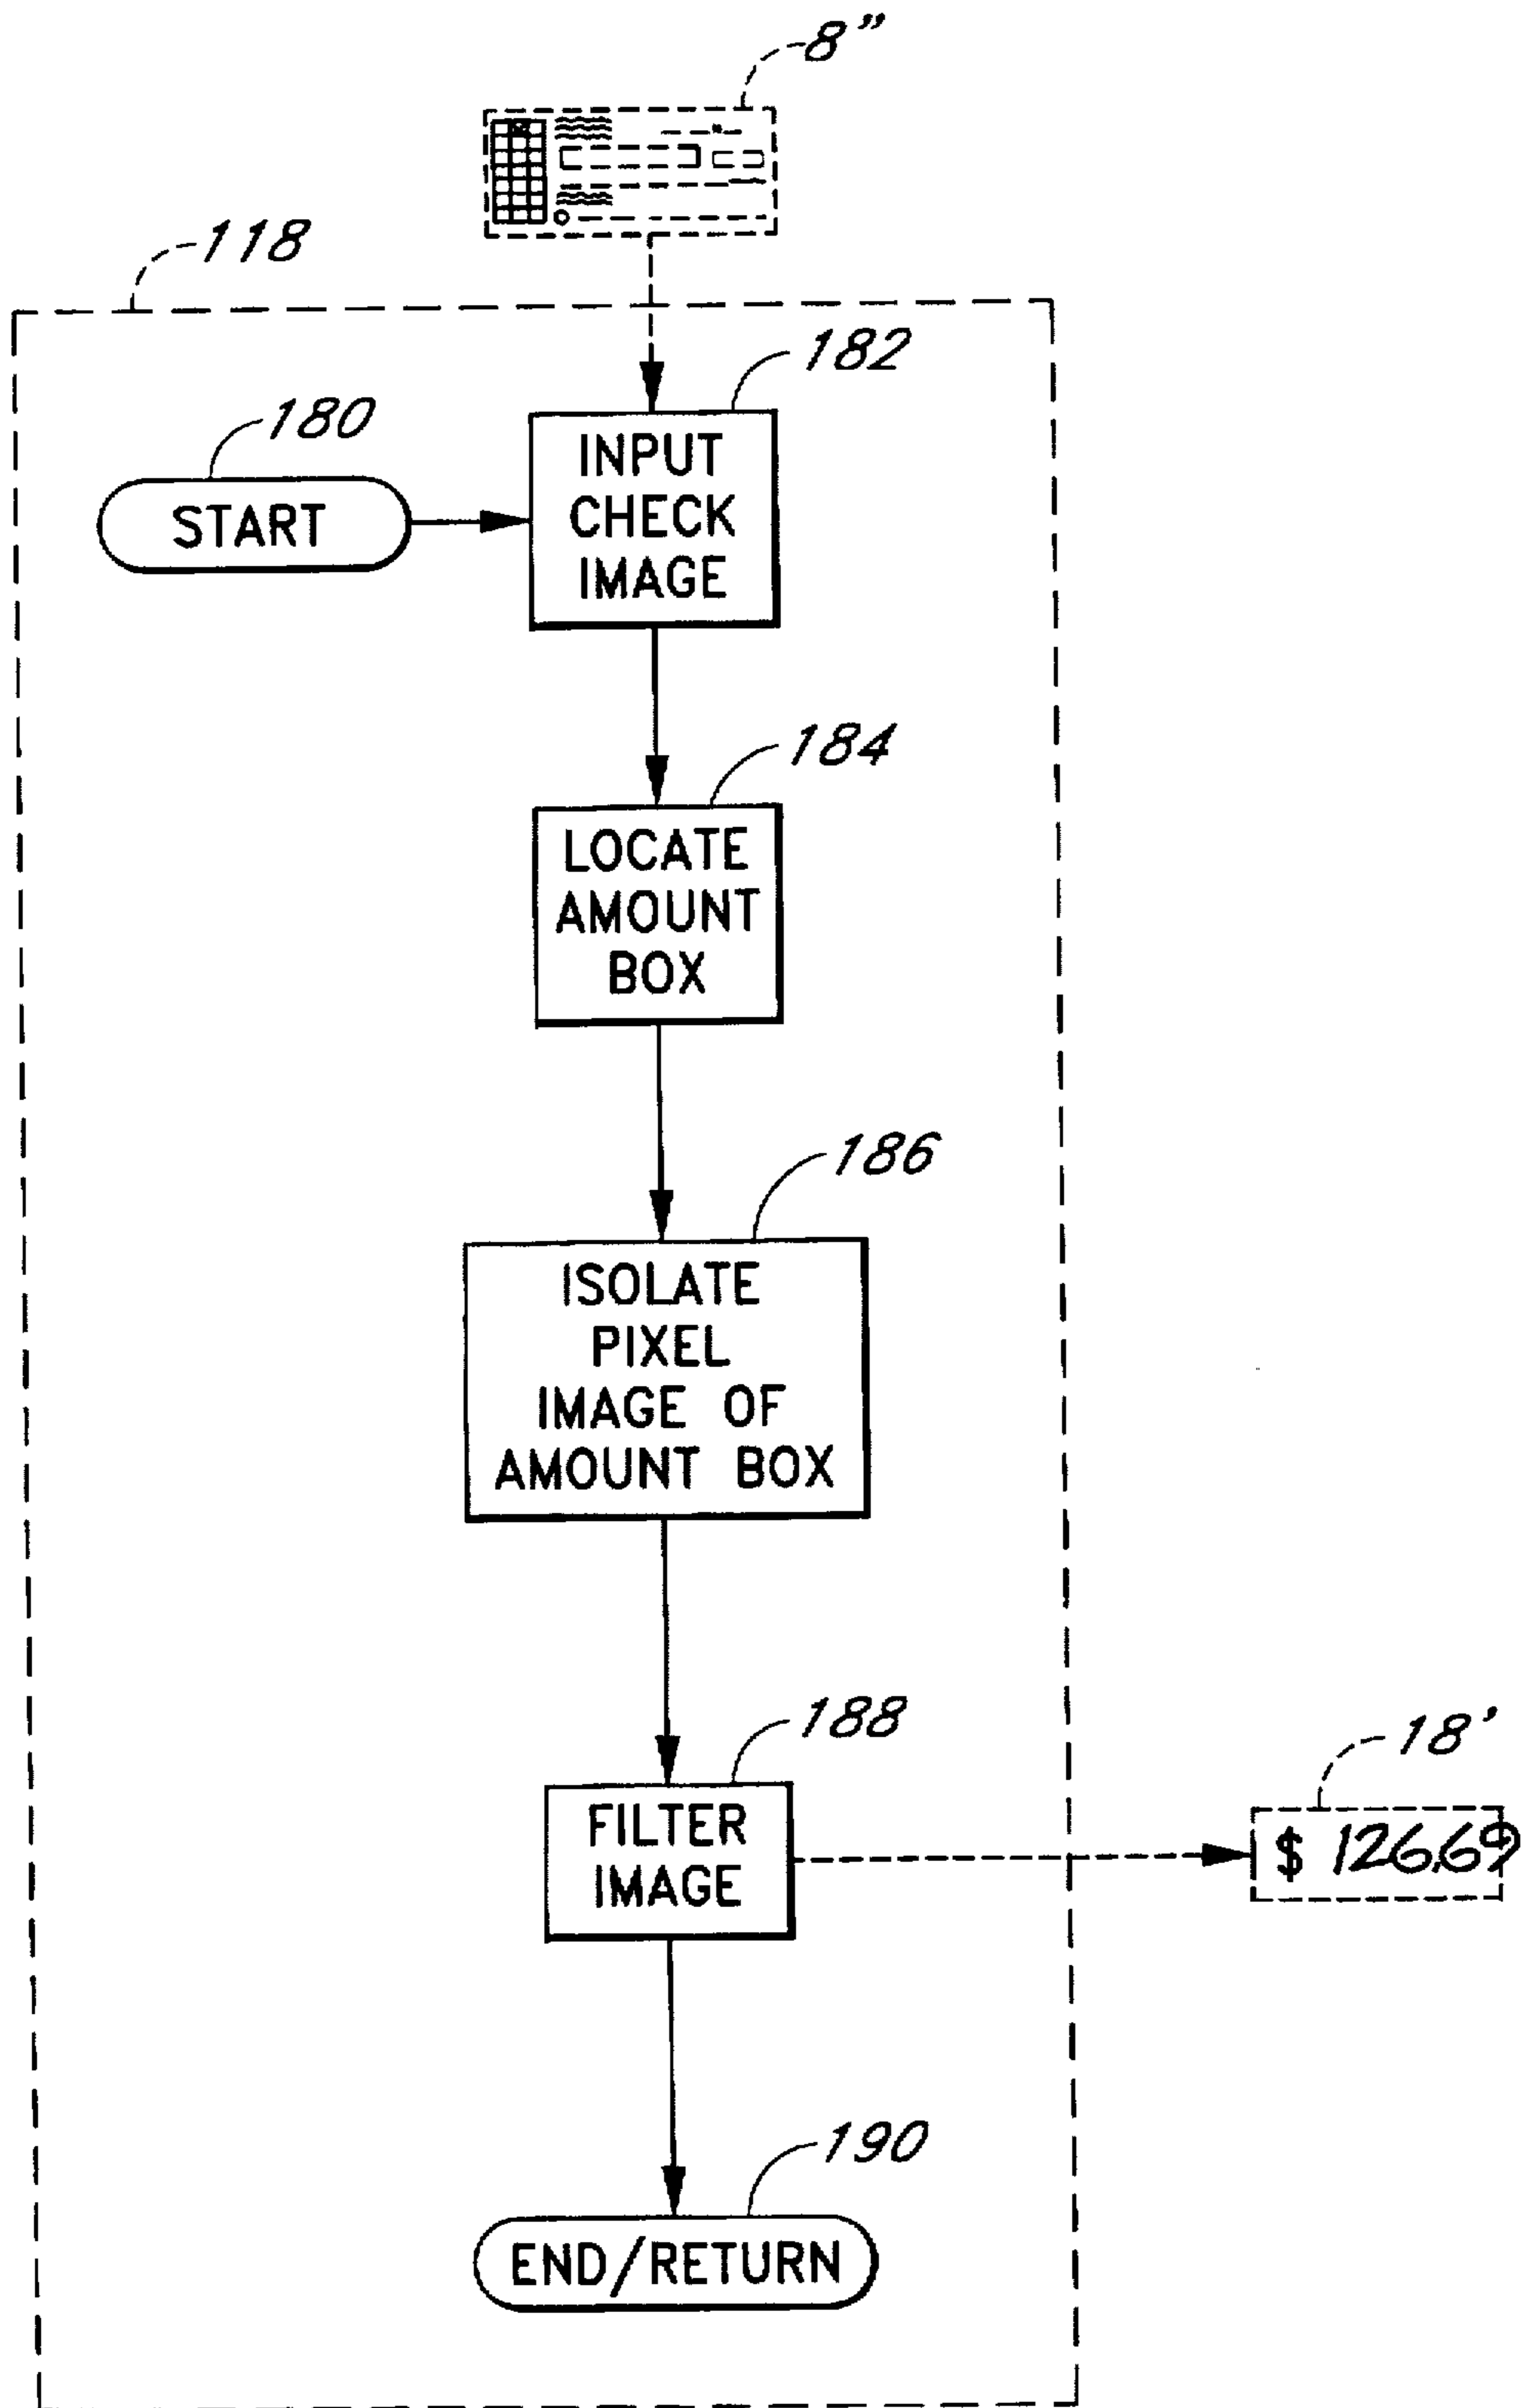 8”
118
182
180
INPUT
CHECK
IMAGE
START
184
LOCATE
AMOUNT
BOX
186
ISOLATE
PIXEL
IMAGE OF
AMOUNT BOX
188
18’
FILTER
IMAGE
$ 126.69
190
END/RETURN